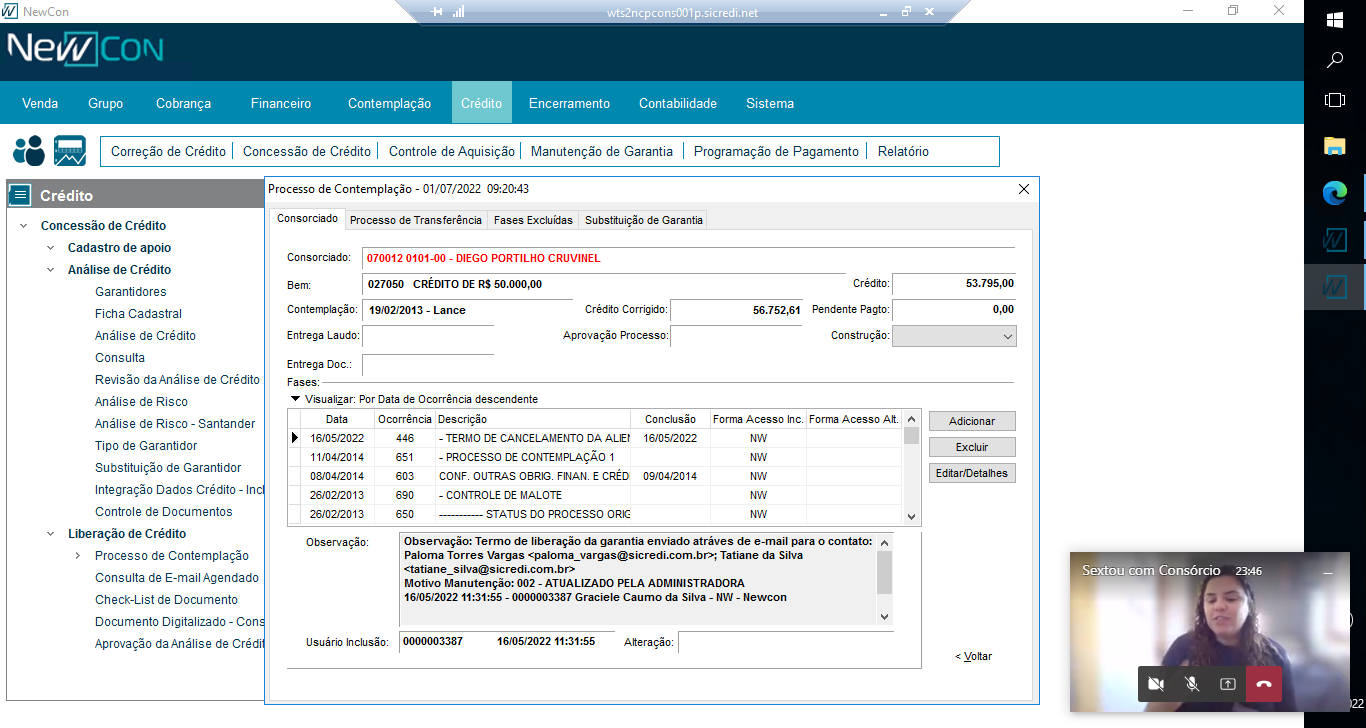 NewCon
wts2ncpcons001p.sicredi.net
NewCon
Venda Grupo Cobrança Financeiro Contemplação Crédito Encerramento Contabilidade Sistema
Correção de Crédito Concessão de Crédito Controle de Aquisição Manutenção de Garantia Programação de Pagamento Relatório
Crédito
Concessão de Crédito
Cadastro de apoio
Análise de Crédito
Garantidores
Ficha Cadastral
Análise de Crédito
Consulta
Revisão da Análise de Crédito
Análise de Risco
Análise de Risco - Santander
Tipo de Garantidor
Substituição de Garantidor
Integração Dados Crédito - Incl
Controle de Documentos
Liberação de Crédito
Processo de Contemplação
Consulta de E-mail Agendado
Check-List de Documento
Documento Digitalizado - Cons
Aprovação da Análise de Crédit
Processo de Contemplação - 01/07/2022 09:20:43
Consorciado Processo de Transferência Fases Excluídas Substituição de Garantia
Consorciado: 070012 0101-00 - DIEGO PORTILHO CRUVINEL
Bem: 027050 CRÉDITO DE R$ 50.000,00 Crédito: 53.795,00
Contemplação: 19/02/2013 - Lance Crédito Corrigido: 56.752,61 Pendente Pagto: 0,00
Entrega Laudo: Aprovação Processo: Construção:
Entrega Doc.:
Fases:
Visualizar: Por Data de Ocorrência descendente
Data Ocorrência Descrição Conclusão Forma Acesso Inc. Forma Acesso Alt.
16/05/2022 446 - TERMO DE CANCELAMENTO DA ALIEN 16/05/2022 NW
11/04/2014 651 - PROCESSO DE CONTEMPLAÇÃO 1 NW
08/04/2014 603 CONF. OUTRAS OBRIG. FINAN. E CRÉD 09/04/2014 NW
26/02/2013 690 - CONTROLE DE MALOTE NW
26/02/2013 650 ----------- STATUS DO PROCESSO ORIG NW
Adicionar
Excluir
Editar/Detalhes
Observação: Observação: Termo de liberação da garantia enviado atráves de e-mail para o contato:
Paloma Torres Vargas <paloma_vargas@sicredi.com.br>; Tatiane da Silva
<tatiane_silva@sicredi.com.br>
Motivo Manutenção: 002 - ATUALIZADO PELA ADMINISTRADORA
16/05/2022 11:31:55 - 0000003387 Graciele Caumo da Silva - NW - Newcon
Usuário Inclusão: 0000003387 16/05/2022 11:31:55 Alteração:
< Voltar
Sextou com Consórcio 23:46
022